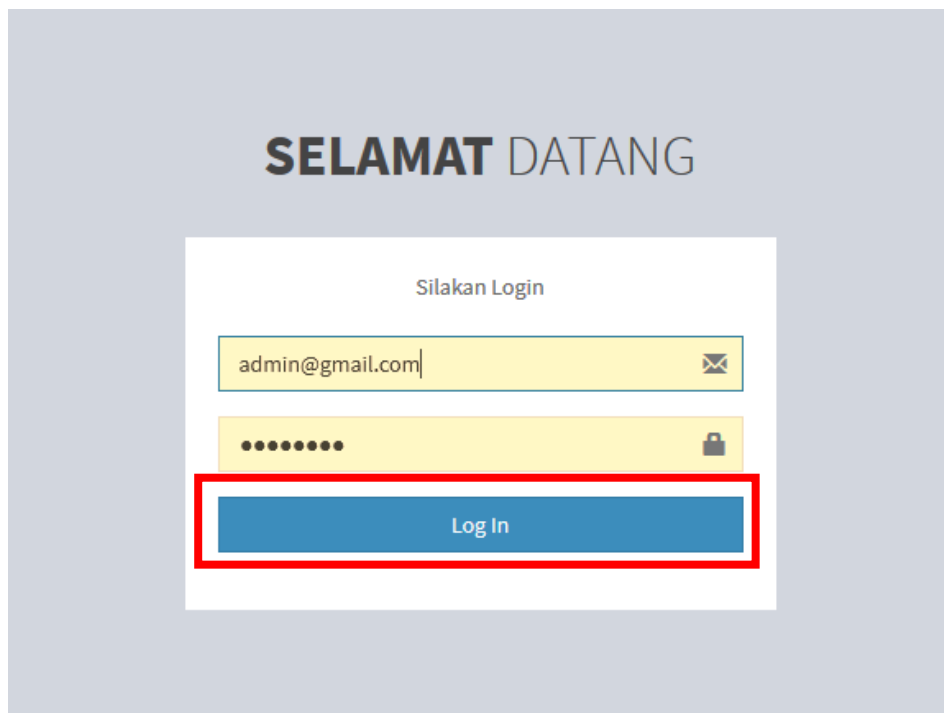 SELAMAT DATANG
Silakan Login
admin@gmail.com
••••••••
Log In